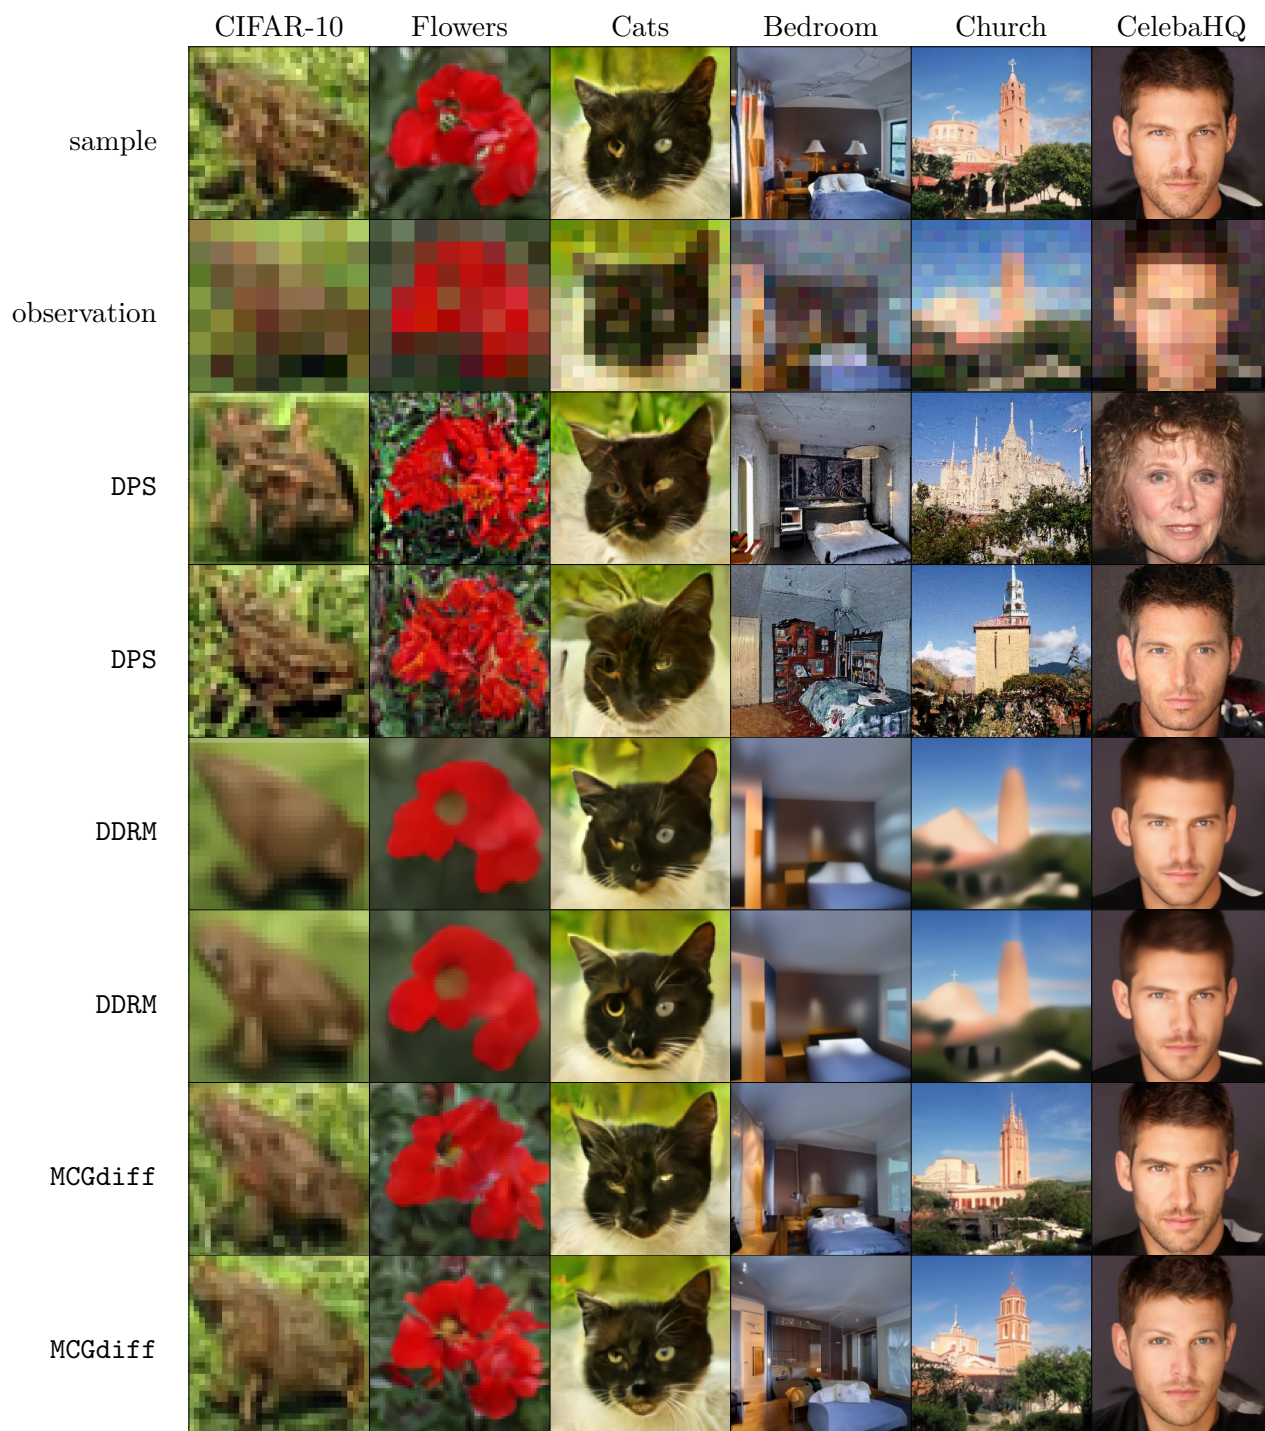 CIFAR-10 Flowers Cats Bedroom Church CelebaHQ
sample
observation
DPS
DPS
DDRM
DDRM
MCGdiff
MCGdiff